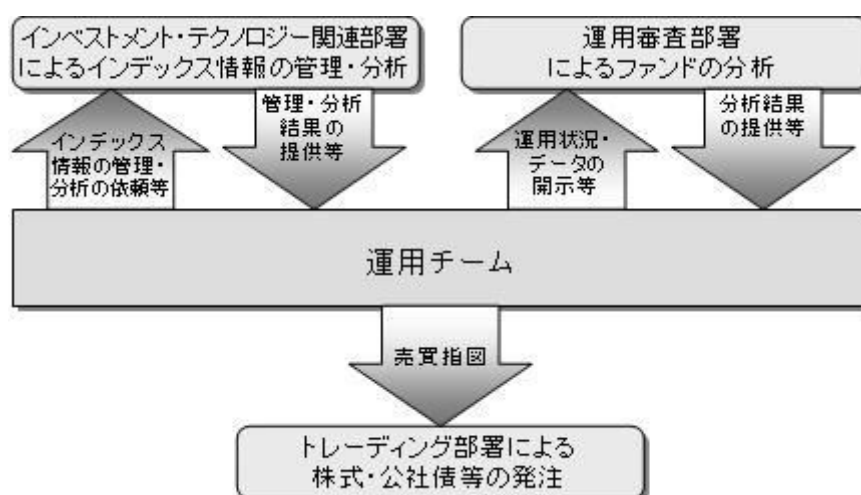 インベストメント・テクノロジー関連部署
によるインデックス情報の管理・分析
運用審査部署
によるファンドの分析
インデックス
情報の管理・
分析の依頼等
管理・分析
結果の
提供等
運用状況・
データの
開示等
分析結果
の提供等
運用チーム
売買指図
トレーディング部署による
株式・公社債等の発注